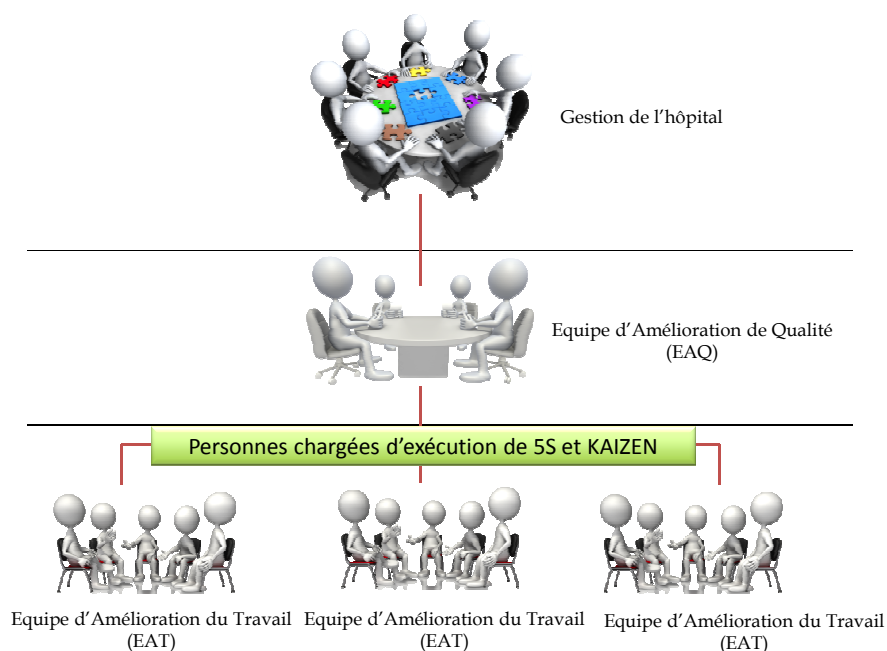 Gestion de l’hôpital
Equipe d’Amélioration de Qualité
(EAQ)
Personnes chargées d’exécution de 5S et KAIZEN
Equipe d’Amélioration du Travail
(EAT)
Equipe d’Amélioration du Travail
(EAT)
Equipe d’Amélioration du Travail
(EAT)